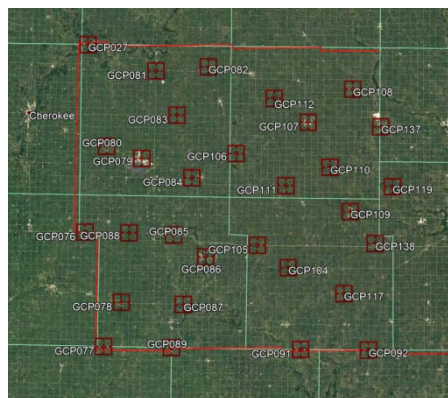 GCP027
GCP082
GCP081
GCP108
GCP112
Cherokee
GCP083
GCP107
GCP137
GCP080
GCP079
GCP106
GCP110
GCP084
GCP111
GCP119
GCP109
GCP076
GCP088
GCP085
GCP105
GCP138
GCP086
GCP104
GCP078
GCP087
GCP117
GCP077
GCP089
GCP091
GCP092